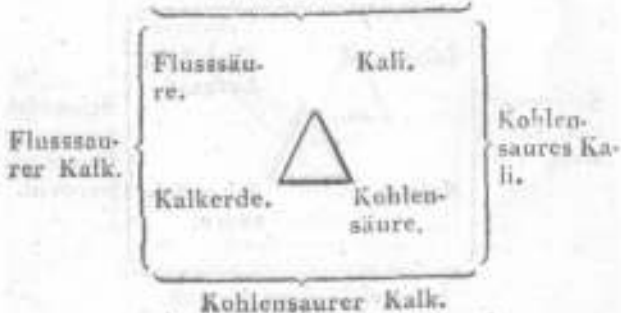 Flusssäu-
re.
Kali.
Flusssau-
rer Kalk.
Kohlen-
saures Ka-
li.
Kalkerde.
Kohlen-
säure.
Kohlensaurer Kalk.